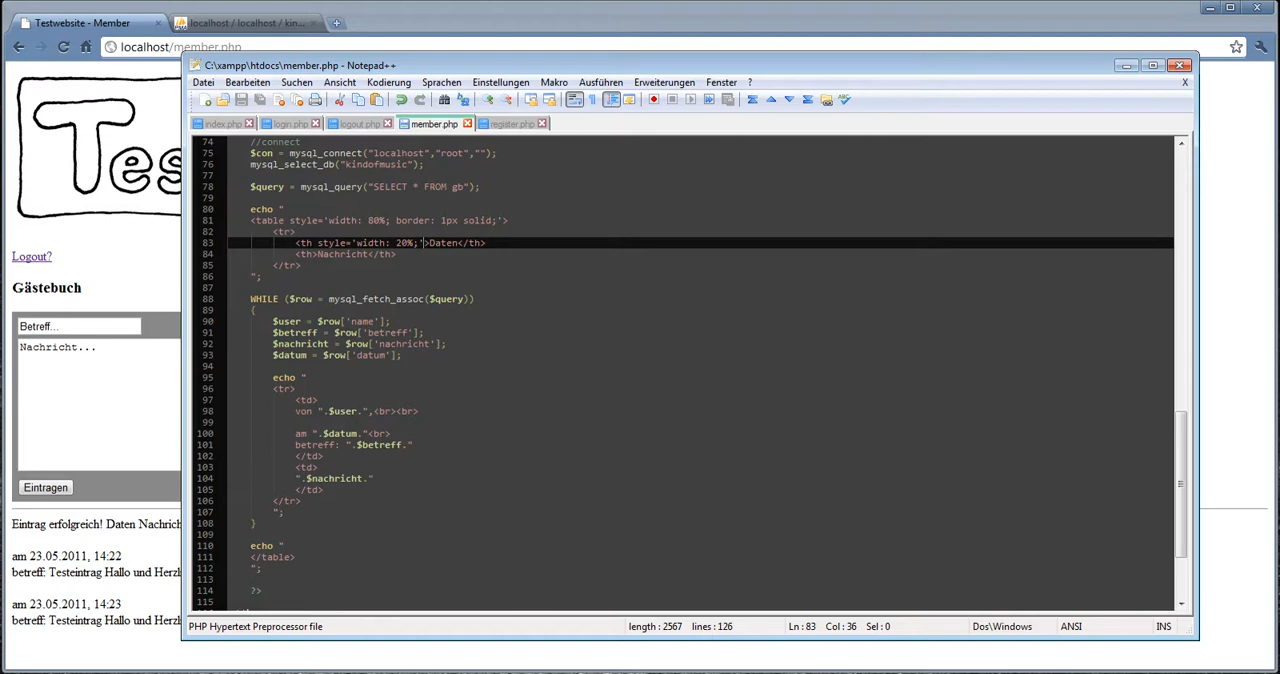 Testwebsite - Member
localhost / localhost / kin...
localhost/member.php
Tes
Logout?
Gästebuch
Betreff...
Nachricht...
Eintragen
Eintrag erfolgreich! Daten Nachrich
am 23.05.2011, 14:22
betreff: Testeintrag Hallo und Herzl
am 23.05.2011, 14:23
betreff: Testeintrag Hallo und Herzl
C:\xampp\htdocs\member.php - Notepad++
Datei Bearbeiten Suchen Ansicht Kodierung Sprachen Einstellungen Makro Ausführen Erweiterungen Fenster ? X
index.php login.php logout.php member.php register.php
74 //connect
75 $con = mysql_connect("localhost","root","");
76 mysql_select_db("kindofmusic");
77
78 $query = mysql_query("SELECT * FROM gb");
79
80 echo "
81 <table style='width: 80%; border: 1px solid;'>
82 <tr>
83 <th style='width: 20%;'>Daten</th>
84 <th>Nachricht</th>
85 </tr>
86 ";
87
88 WHILE ($row = mysql_fetch_assoc($query))
89 {
90 $user = $row['name'];
91 $betreff = $row['betreff'];
92 $nachricht = $row['nachricht'];
93 $datum = $row['datum'];
94
95 echo "
96 <tr>
97 <td>
98 von ".$user.",<br><br>
99
100 am ".$datum."<br>
101 betreff: ".$betreff."
102 </td>
103 <td>
104 ".$nachricht."
105 </td>
106 </tr>
107 ";
108 }
109
110 echo "
111 </table>
112 ";
113
114 ?>
115
PHP Hypertext Preprocessor file length : 2567 lines : 126 Ln : 83 Col : 36 Sel : 0 Dos\Windows ANSI INS